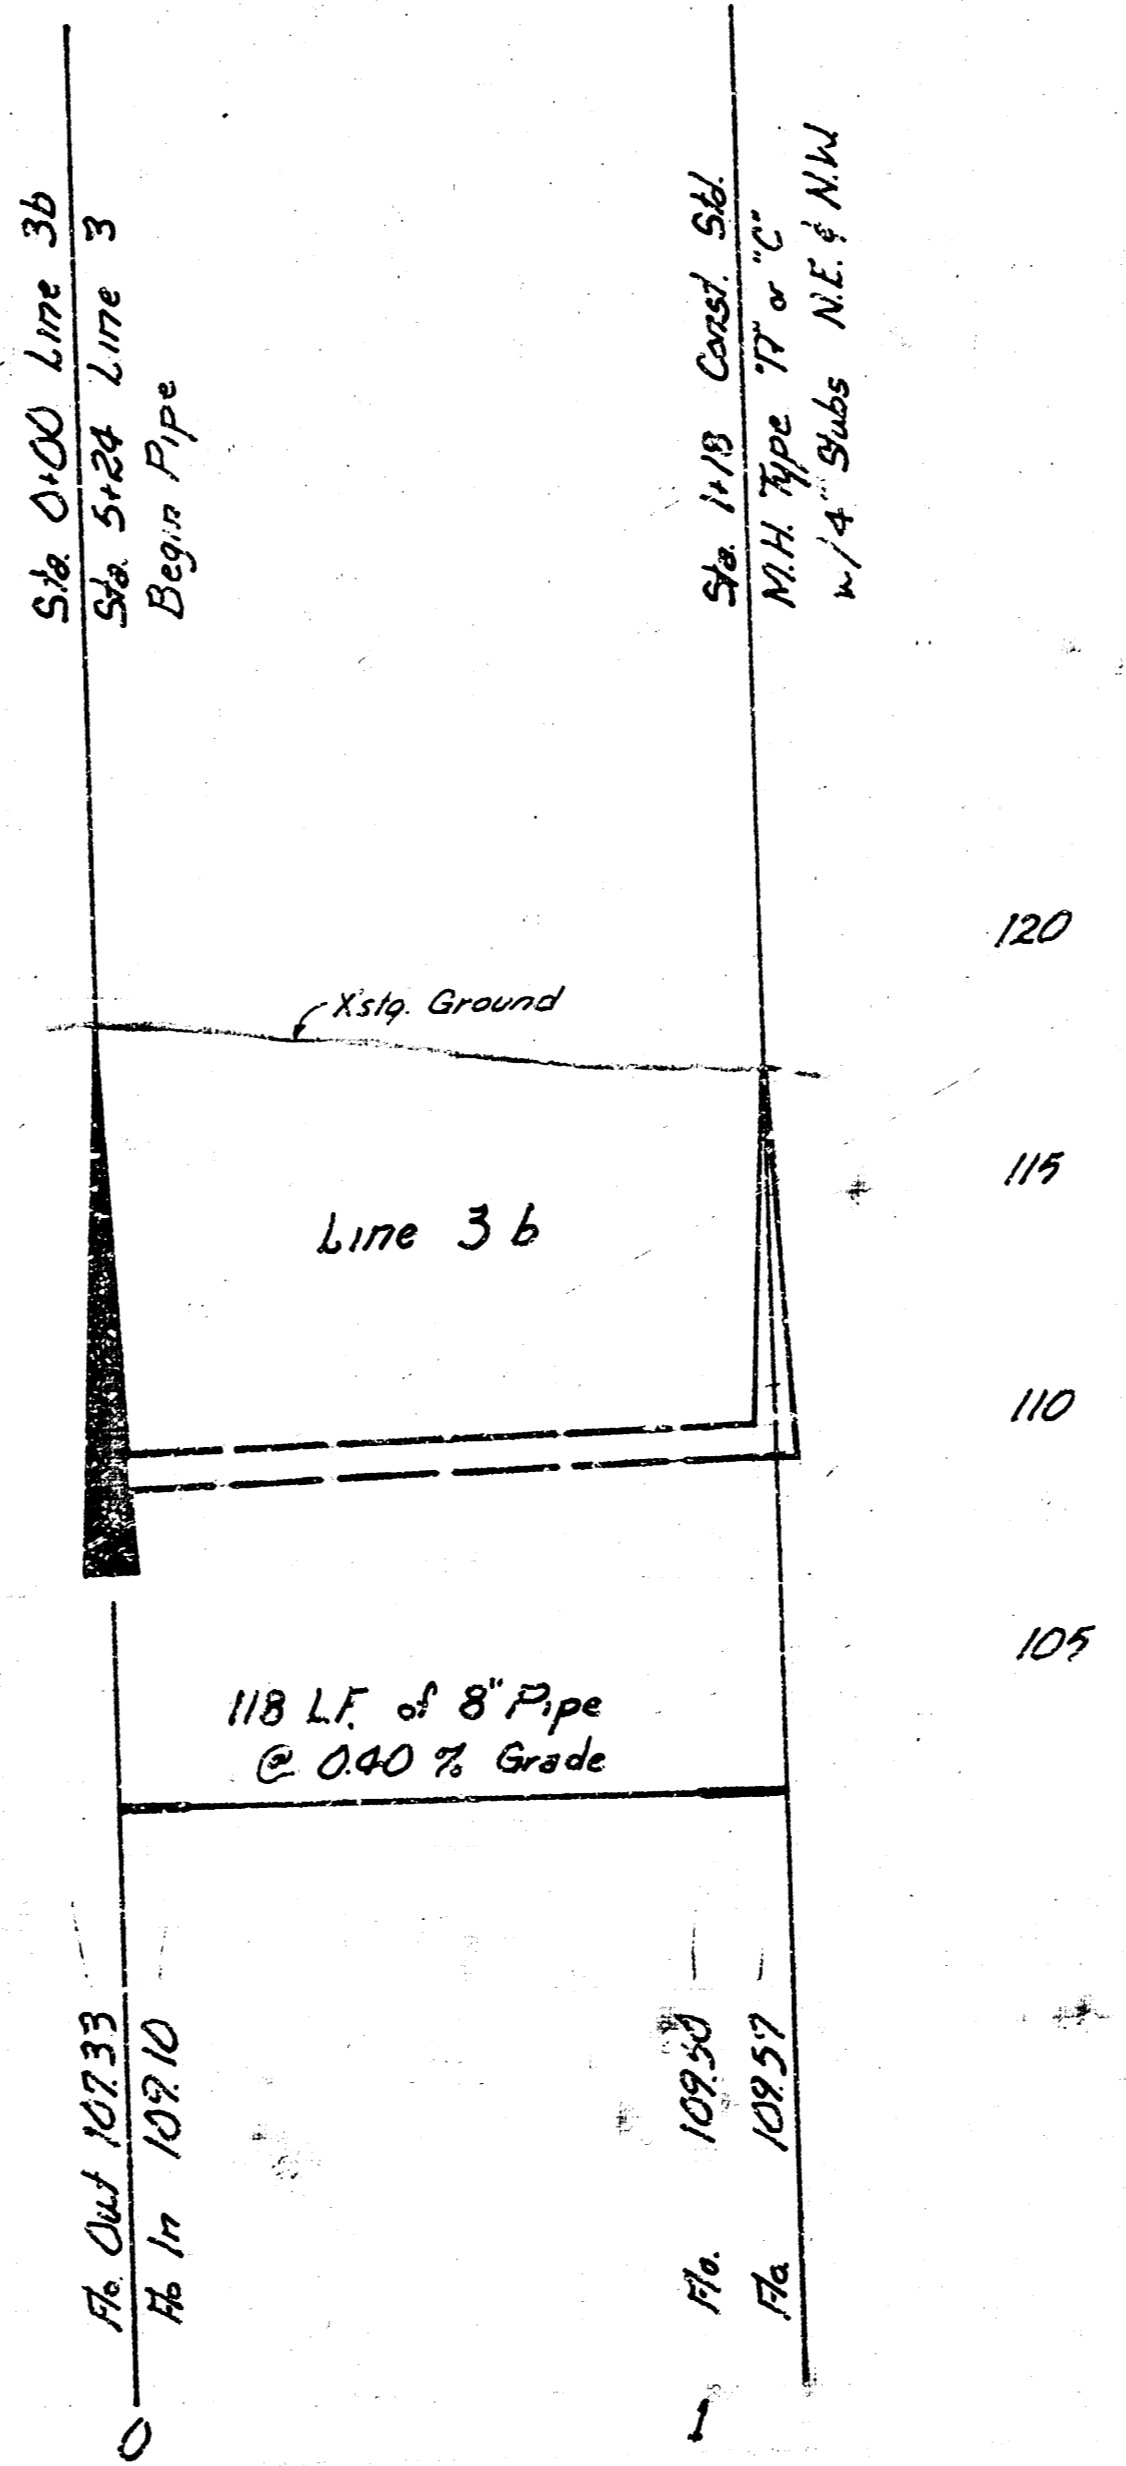 Sta. 0+00 Line 3b
Sta. 5+24 Line 3
Begin Pipe
Sta. 1+18 Const. Std.
M.H. Type "A" or "C"
w/4" Stubs N.E. & N.W
120
Xstg. Ground
115
Line 3b
110
105
118 L.F. of 8" Pipe
@ 0.40 % Grade
Flo. Out 107.33
Flo In 109.10
Flo. 109.50
Flo 109.57
0
1